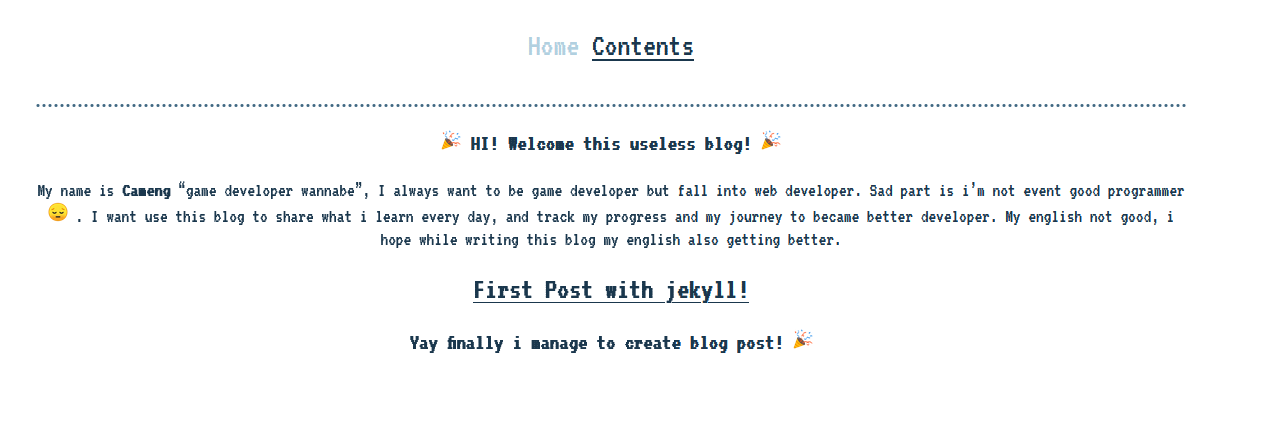 Home Contents
🎉 HI! Welcome this useless blog! 🎉
My name is Cameng “game developer wannabe”, I always want to be game developer but fall into web developer. Sad part is i’m not event good programmer
😔 . I want use this blog to share what i learn every day, and track my progress and my journey to became better developer. My english not good, i
hope while writing this blog my english also getting better.
First Post with jekyll!
Yay finally i manage to create blog post! 🎉